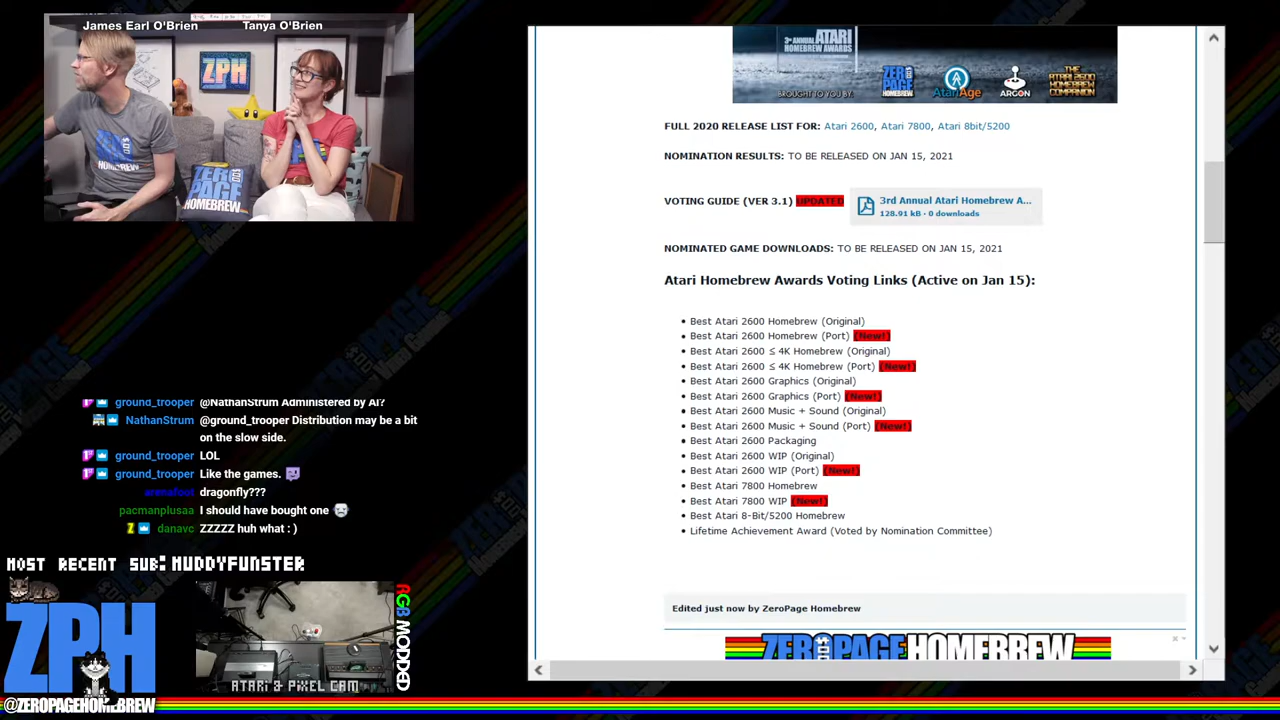 James Earl O'Brien
Tanya O'Brien
ZPH
ZERO
PAGE
HOMEBREW
ground_trooper @NathanStrum Administered by AI?
NathanStrum @ground_trooper Distribution may be a bit
on the slow side.
ground_trooper LOL
ground_trooper Like the games.
arenafoot dragonfly???
pacmanplusaa I should have bought one
danavc ZZZZZ huh what : )
MOST RECENT SUB: MUDDYFUNSTER
ZPH
@ZEROPAGEHOMEBREW
RGB MODDED
ATARI & PIXEL CAM
3RD ANNUAL ATARI
HOMEBREW AWARDS
BROUGHT TO YOU BY:
ZERO
PAGE
HOMEBREW
AtariAge
ARGON
THE
ATARI 2600
HOMEBREW
COMPANION
FULL 2020 RELEASE LIST FOR: Atari 2600, Atari 7800, Atari 8bit/5200
NOMINATION RESULTS: TO BE RELEASED ON JAN 15, 2021
VOTING GUIDE (VER 3.1) UPDATED
3rd Annual Atari Homebrew A...
128.91 kB · 0 downloads
NOMINATED GAME DOWNLOADS: TO BE RELEASED ON JAN 15, 2021
Atari Homebrew Awards Voting Links (Active on Jan 15):
• Best Atari 2600 Homebrew (Original)
• Best Atari 2600 Homebrew (Port) (New!)
• Best Atari 2600 ≤ 4K Homebrew (Original)
• Best Atari 2600 ≤ 4K Homebrew (Port) (New!)
• Best Atari 2600 Graphics (Original)
• Best Atari 2600 Graphics (Port) (New!)
• Best Atari 2600 Music + Sound (Original)
• Best Atari 2600 Music + Sound (Port) (New!)
• Best Atari 2600 Packaging
• Best Atari 2600 WIP (Original)
• Best Atari 2600 WIP (Port) (New!)
• Best Atari 7800 Homebrew
• Best Atari 7800 WIP (New!)
• Best Atari 8-Bit/5200 Homebrew
• Lifetime Achievement Award (Voted by Nomination Committee)
Edited just now by ZeroPage Homebrew
ZEROPAGEHOMEBREW